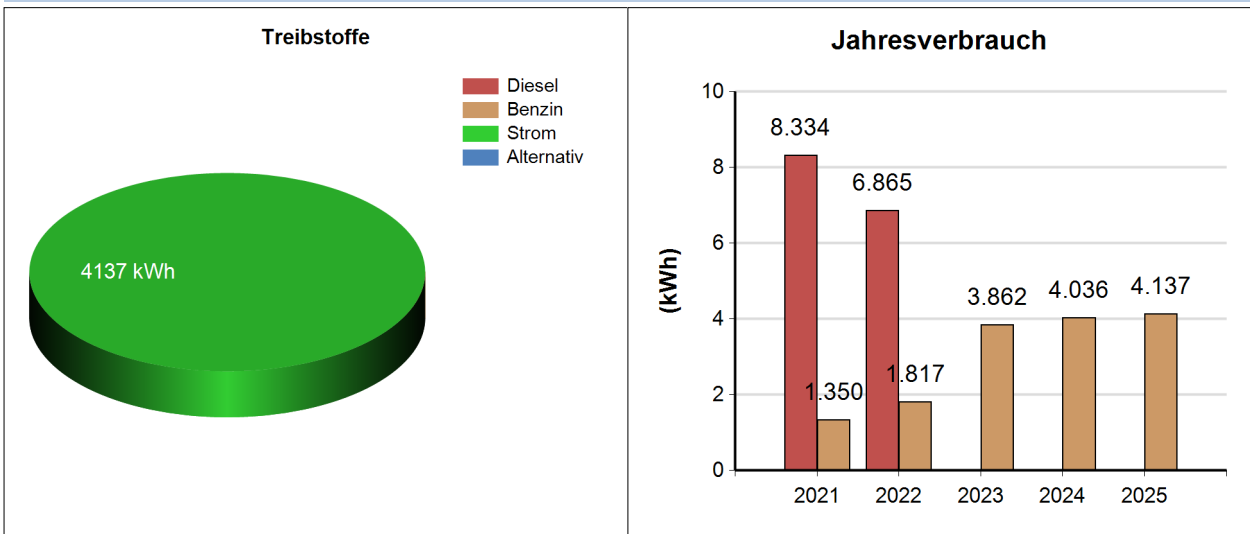 Treibstoffe
Diesel
Benzin
Strom
Alternativ
4137 kWh
Jahresverbrauch
(kWh)
10
8
6
4
2
0
8.334
1.350
6.865
1.817
3.862
4.036
4.137
2021
2022
2023
2024
2025